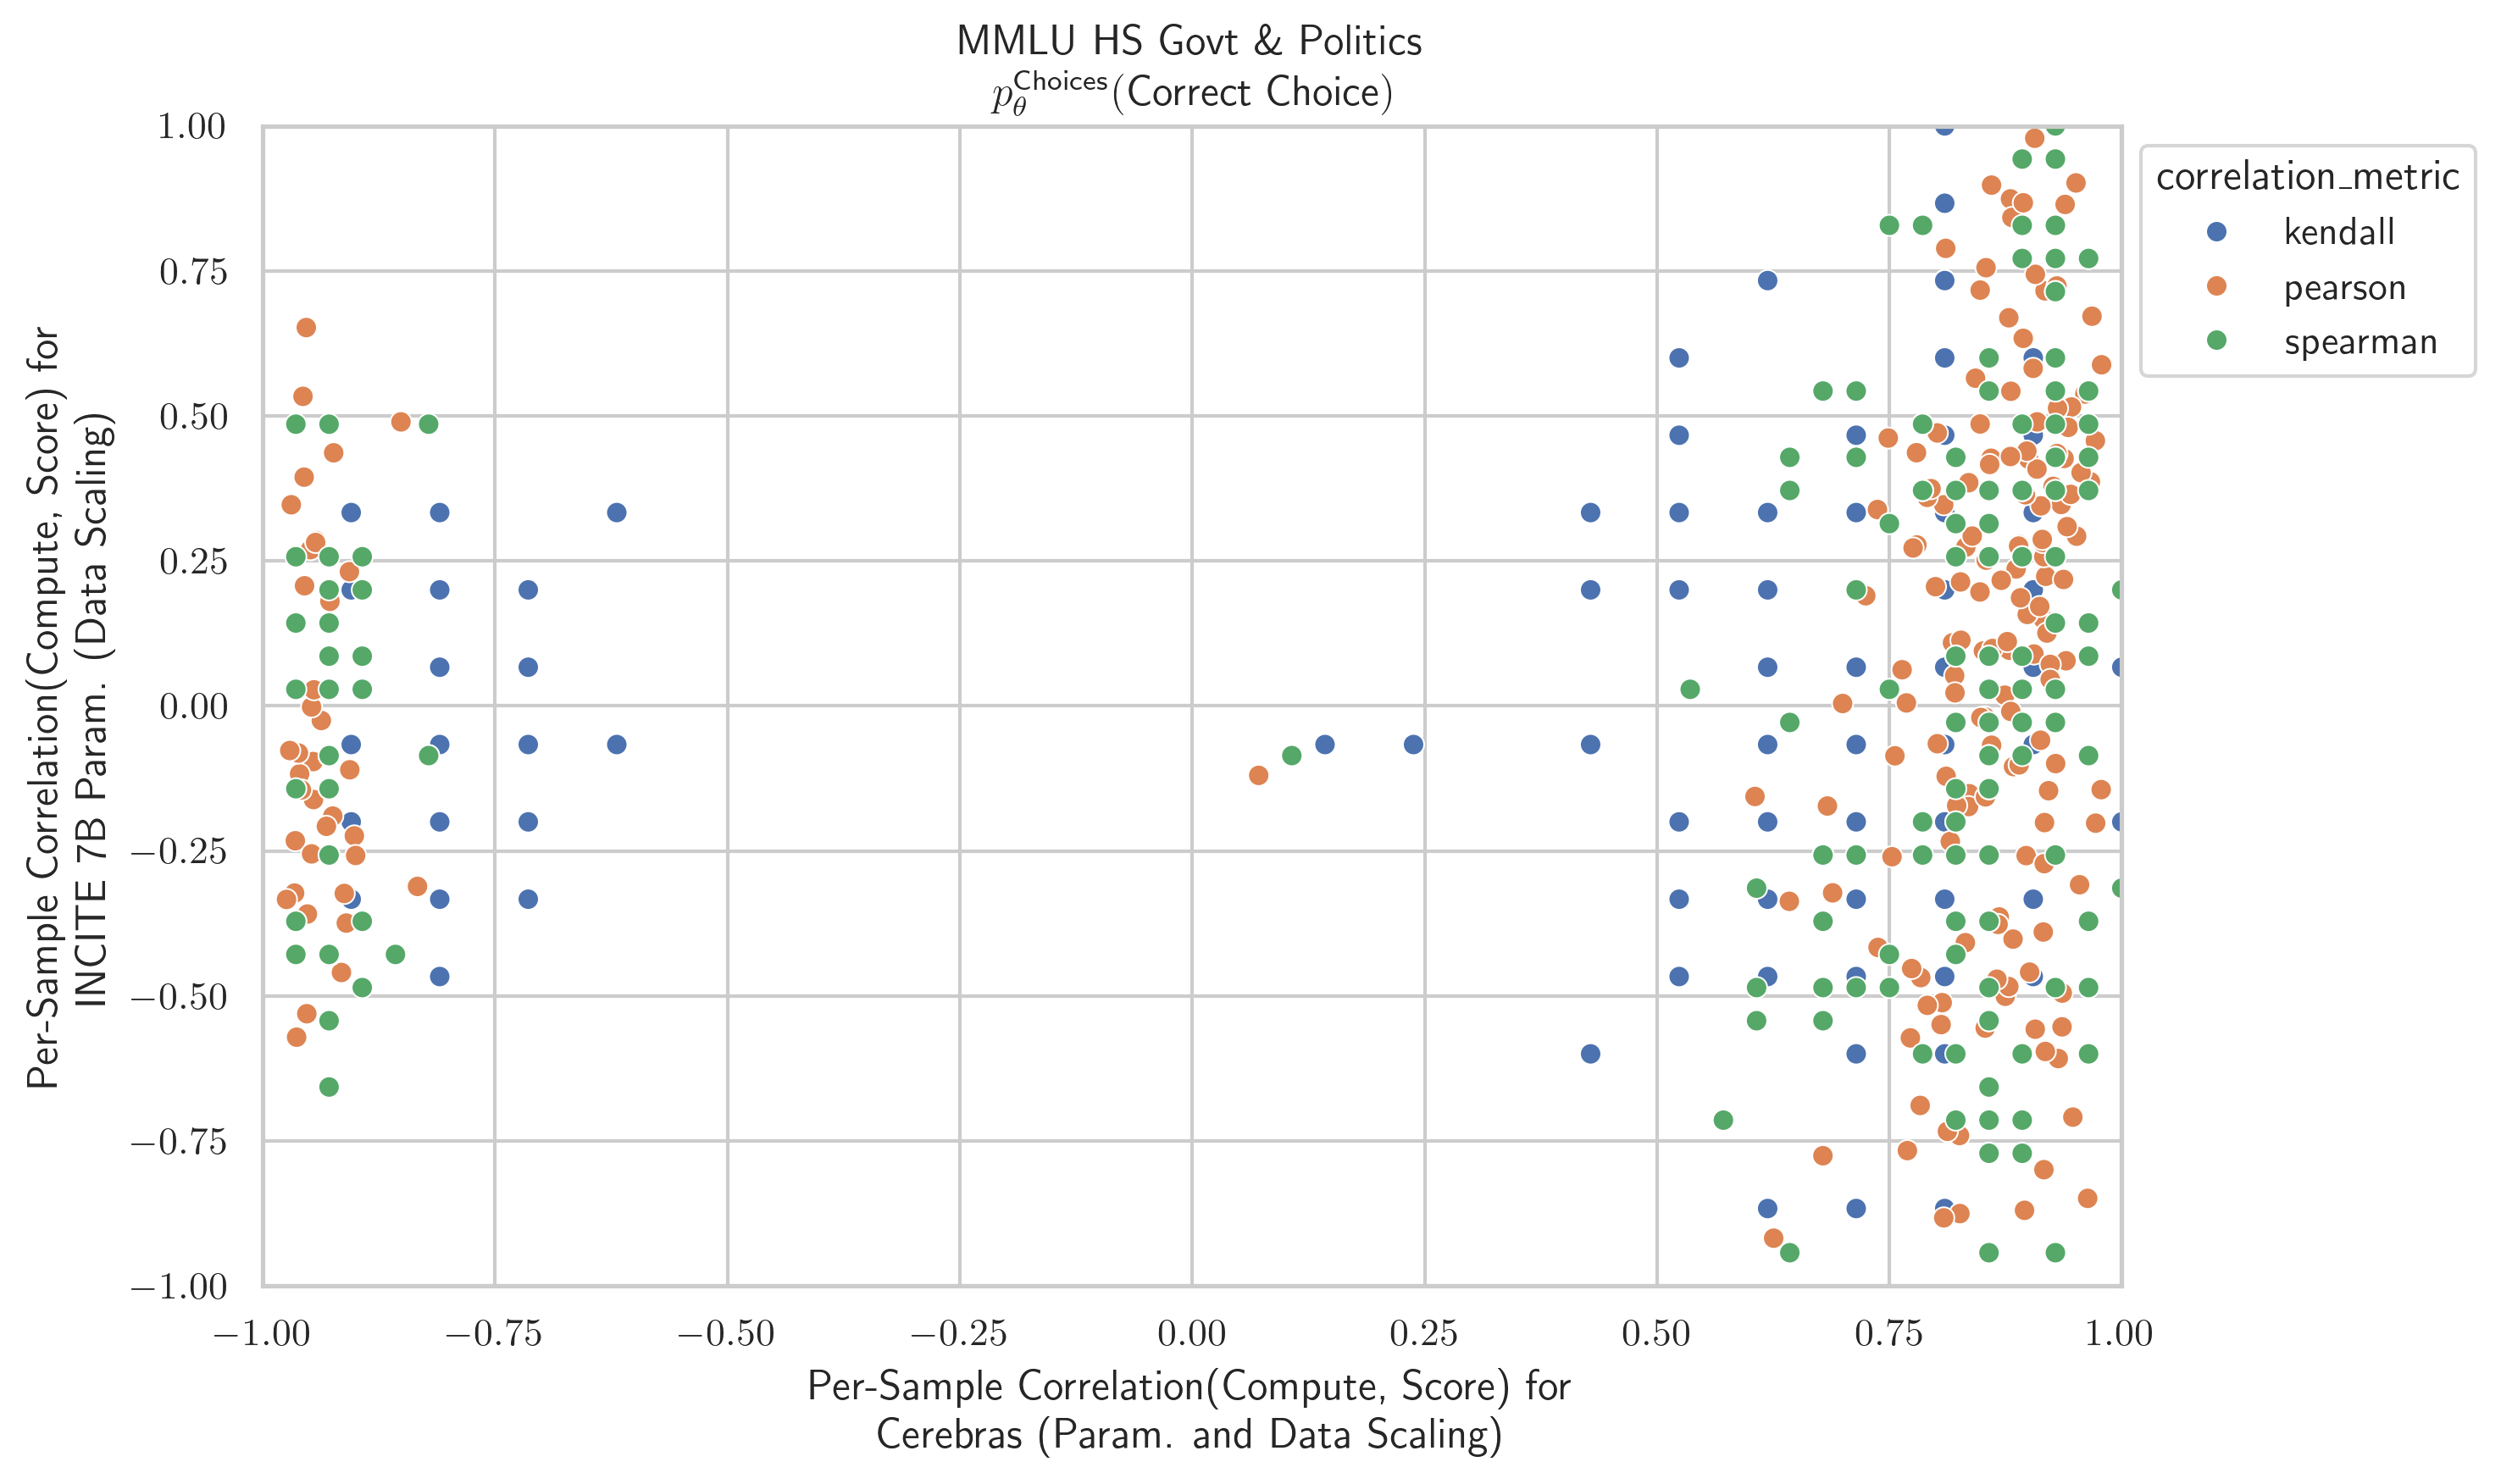 MMLU HS Govt & Politics
p_θ^Choices(Correct Choice)
1.00
0.75
0.50
0.25
0.00
−0.25
−0.50
−0.75
−1.00
Per-Sample Correlation(Compute, Score) for
INCITE 7B Param. (Data Scaling)
correlation_metric
kendall
pearson
spearman
−1.00 −0.75 −0.50 −0.25 0.00 0.25 0.50 0.75 1.00
Per-Sample Correlation(Compute, Score) for
Cerebras (Param. and Data Scaling)